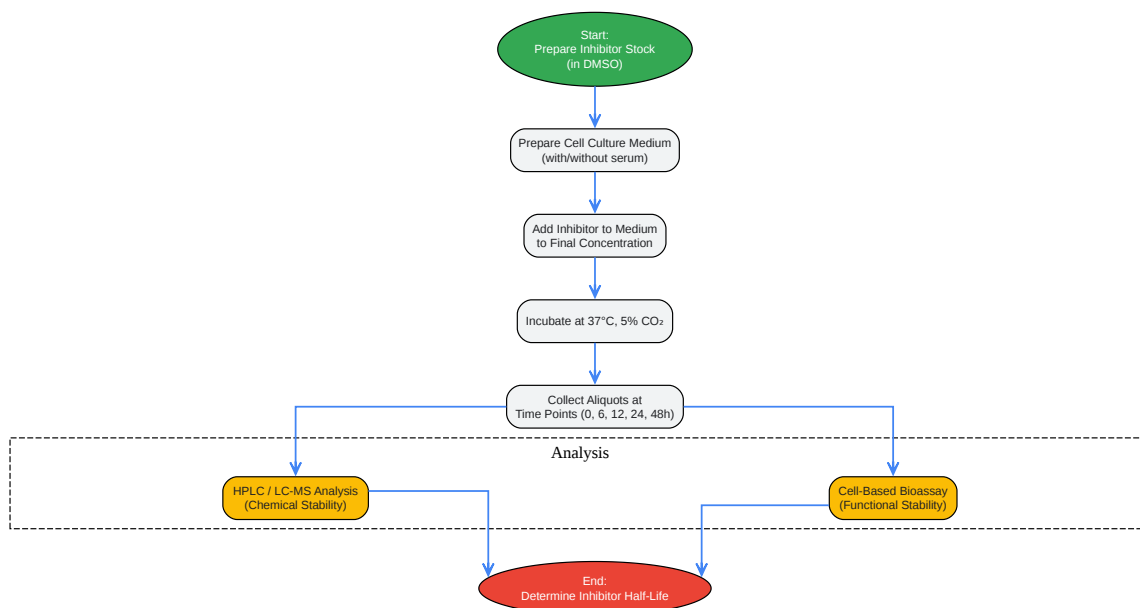 Start:
Prepare Inhibitor Stock
(in DMSO)
Prepare Cell Culture Medium
(with/without serum)
Add Inhibitor to Medium
to Final Concentration
Incubate at 37°C, 5% CO₂
Collect Aliquots at
Time Points (0, 6, 12, 24, 48h)
Analysis
HPLC / LC-MS Analysis
(Chemical Stability)
Cell-Based Bioassay
(Functional Stability)
End:
Determine Inhibitor Half-Life